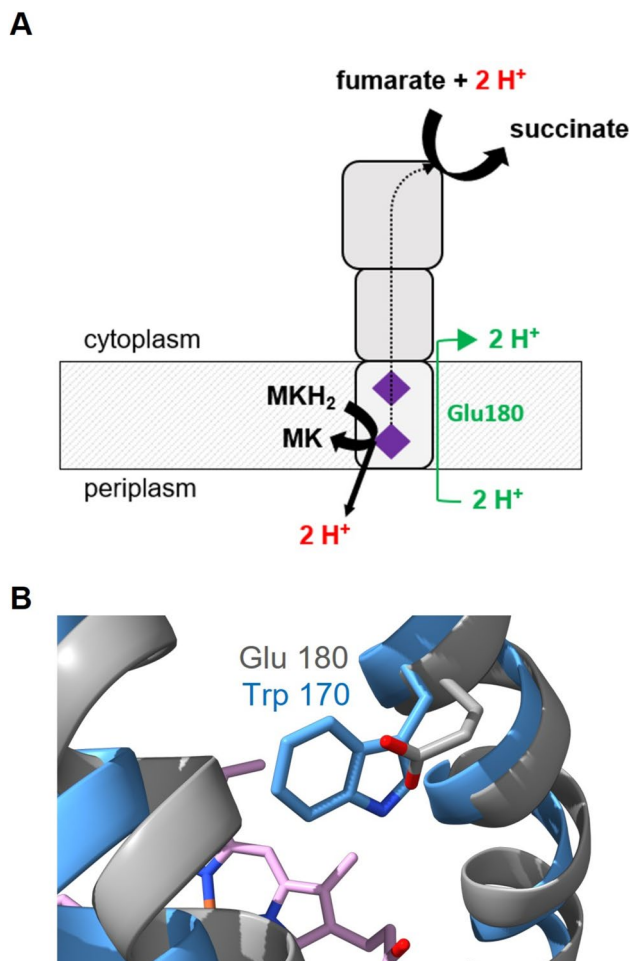 A
fumarate + 2 H⁺
succinate
cytoplasm
2 H⁺
MKH₂
Glu180
MK
periplasm
2 H⁺
2 H⁺
B
Glu 180
Trp 170